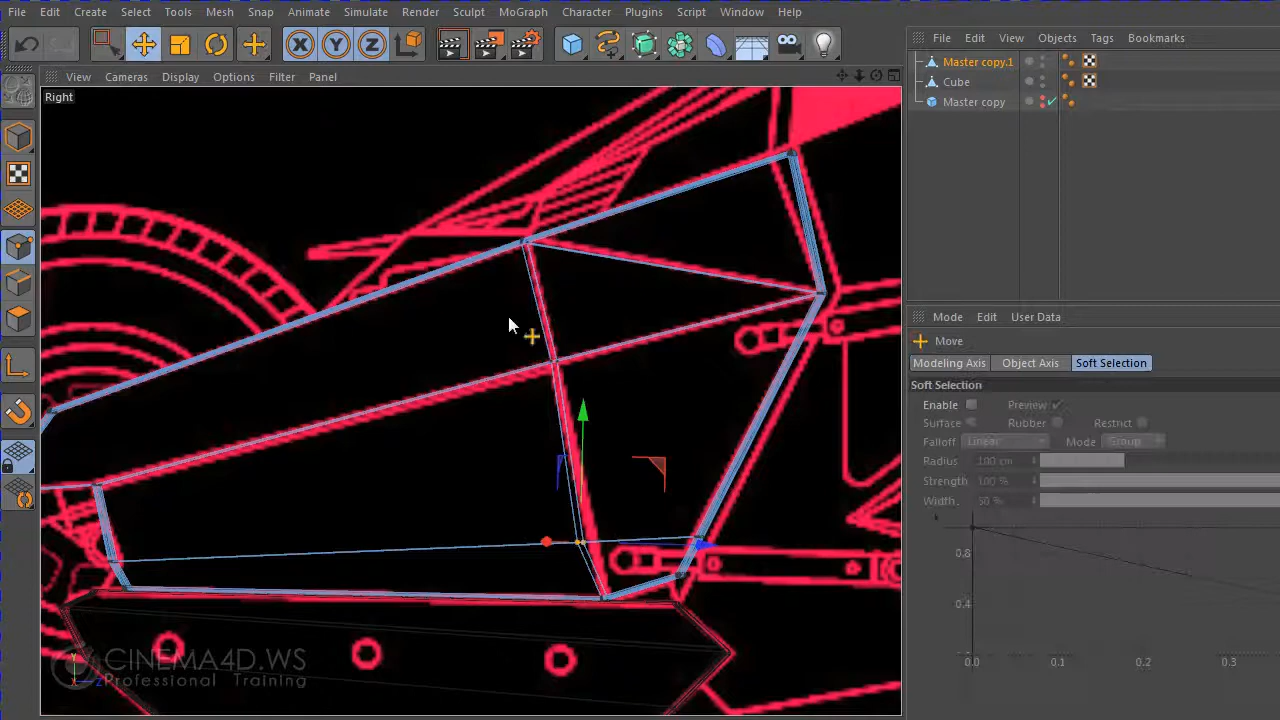 File Edit Create Select Tools Mesh Snap Animate Simulate Render Sculpt MoGraph Character Plugins Script Window Help
X Y Z
View Cameras Display Options Filter Panel
Right
File Edit View Objects Tags Bookmarks
Master copy.1
Cube
Master copy
Mode Edit User Data
Move
Modeling Axis Object Axis Soft Selection
Soft Selection
Enable Preview
Surface Rubber Restrict
Falloff Linear Mode Group
Radius 100 cm
Strength 100 %
Width 50 %
0.8
0.4
0.0 0.1 0.2 0.3
CINEMA4D.WS
Professional Training
Y
Z
X